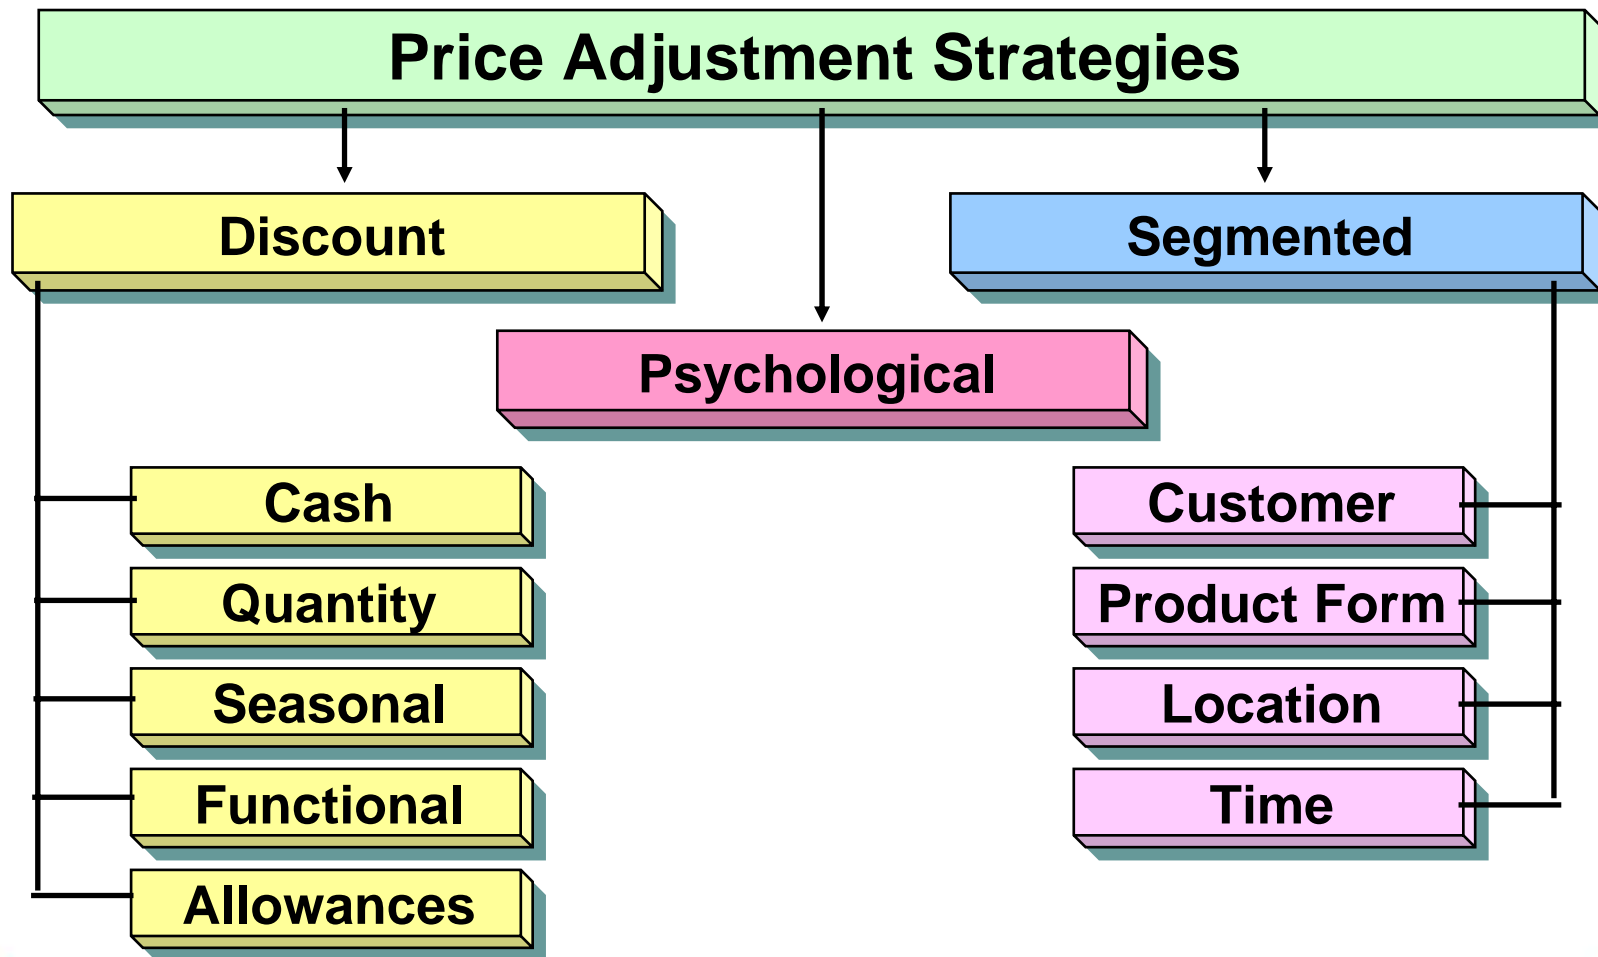 Price Adjustment Strategies
Discount
Segmented
Psychological
Cash
Quantity
Seasonal
Functional
Allowances
Customer
Product Form
Location
Time